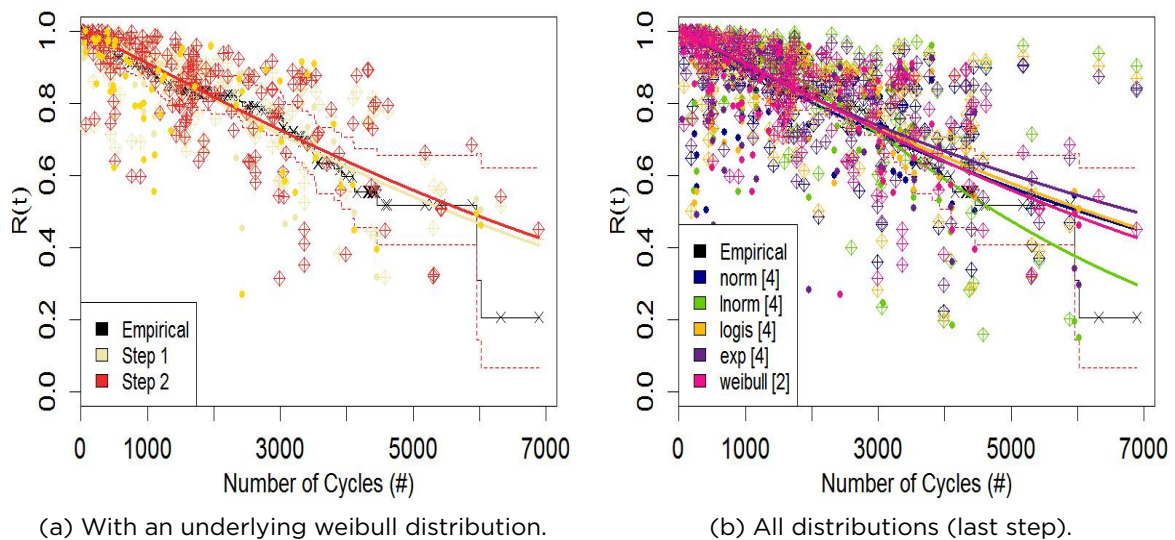 1.0
0.8
0.6
0.4
0.2
0.0
R(t)
Empirical
Step 1
Step 2
0 1000 3000 5000 7000
Number of Cycles (#)
(a) With an underlying weibull distribution.
1.0
0.8
0.6
0.4
0.2
0.0
R(t)
Empirical
norm [4]
lnorm [4]
logis [4]
exp [4]
weibull [2]
0 1000 3000 5000 7000
Number of Cycles (#)
(b) All distributions (last step).